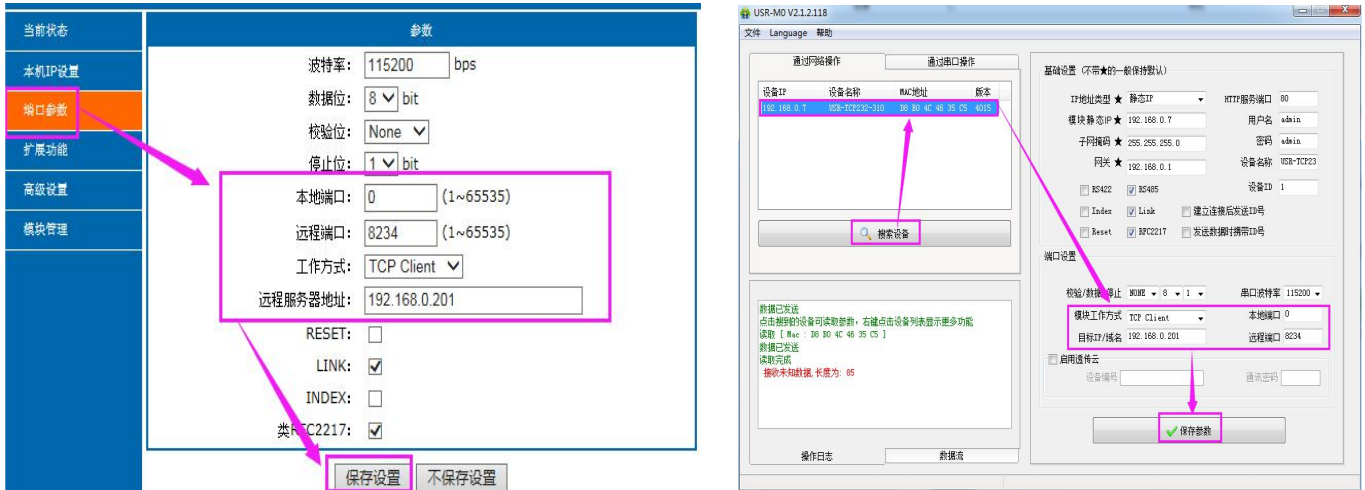 当前状态
本机IP设置
端口参数
扩展功能
高级设置
模块管理
参数
波特率: 115200 bps
数据位: 8 bit
校验位: None
停止位: 1 bit
本地端口: 0 (1~65535)
远程端口: 8234 (1~65535)
工作方式: TCP Client
远程服务器地址: 192.168.0.201
RESET:
LINK:
INDEX:
类RFC2217:
保存设置 不保存设置
USR-M0 V2.1.2.118
文件 Language 帮助
通过网络操作 通过串口操作
设备IP 设备名称 MAC地址 版本
192.168.0.7 USR-TCP232-310 D8 B0 4C 46 35 C5 4015
搜索设备
数据已发送
点击搜到的设备可读取参数，右键点击设备列表显示更多功能
读取 [ Mac : D8 B0 4C 46 35 C5 ]
数据已发送
读取完成
接收未知数据,长度为: 85
操作日志 数据流
基础设置 (不带★的一般保持默认)
IP地址类型 ★ 静态IP HTTP服务端口 80
模块静态IP★ 192.168.0.7 用户名 admin
子网掩码 ★ 255.255.255.0 密码 admin
网关 ★ 192.168.0.1 设备名称 USR-TCP23
RS422 RS485 设备ID 1
Index Link 建立连接后发送ID号
Reset RFC2217 发送数据时携带ID号
端口设置
校验/数据/停止 NONE 8 1 串口波特率 115200
模块工作方式 TCP Client 本地端口 0
目标IP/域名 192.168.0.201 远程端口 8234
启用透传云
设备编号 通讯密码
保存参数